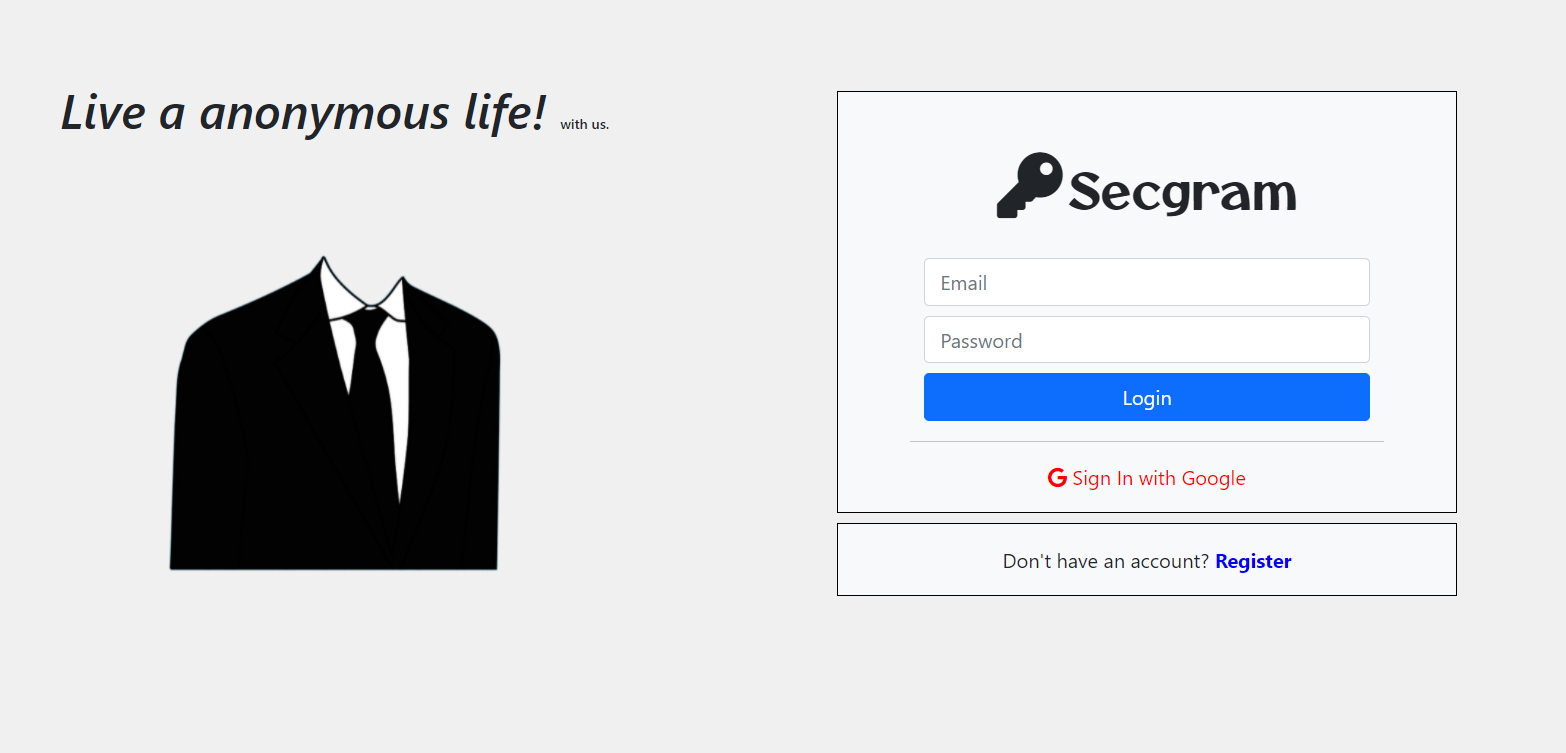 Live a anonymous life! with us.
Secgram
Email
Password
Login
Sign In with Google
Don't have an account? Register